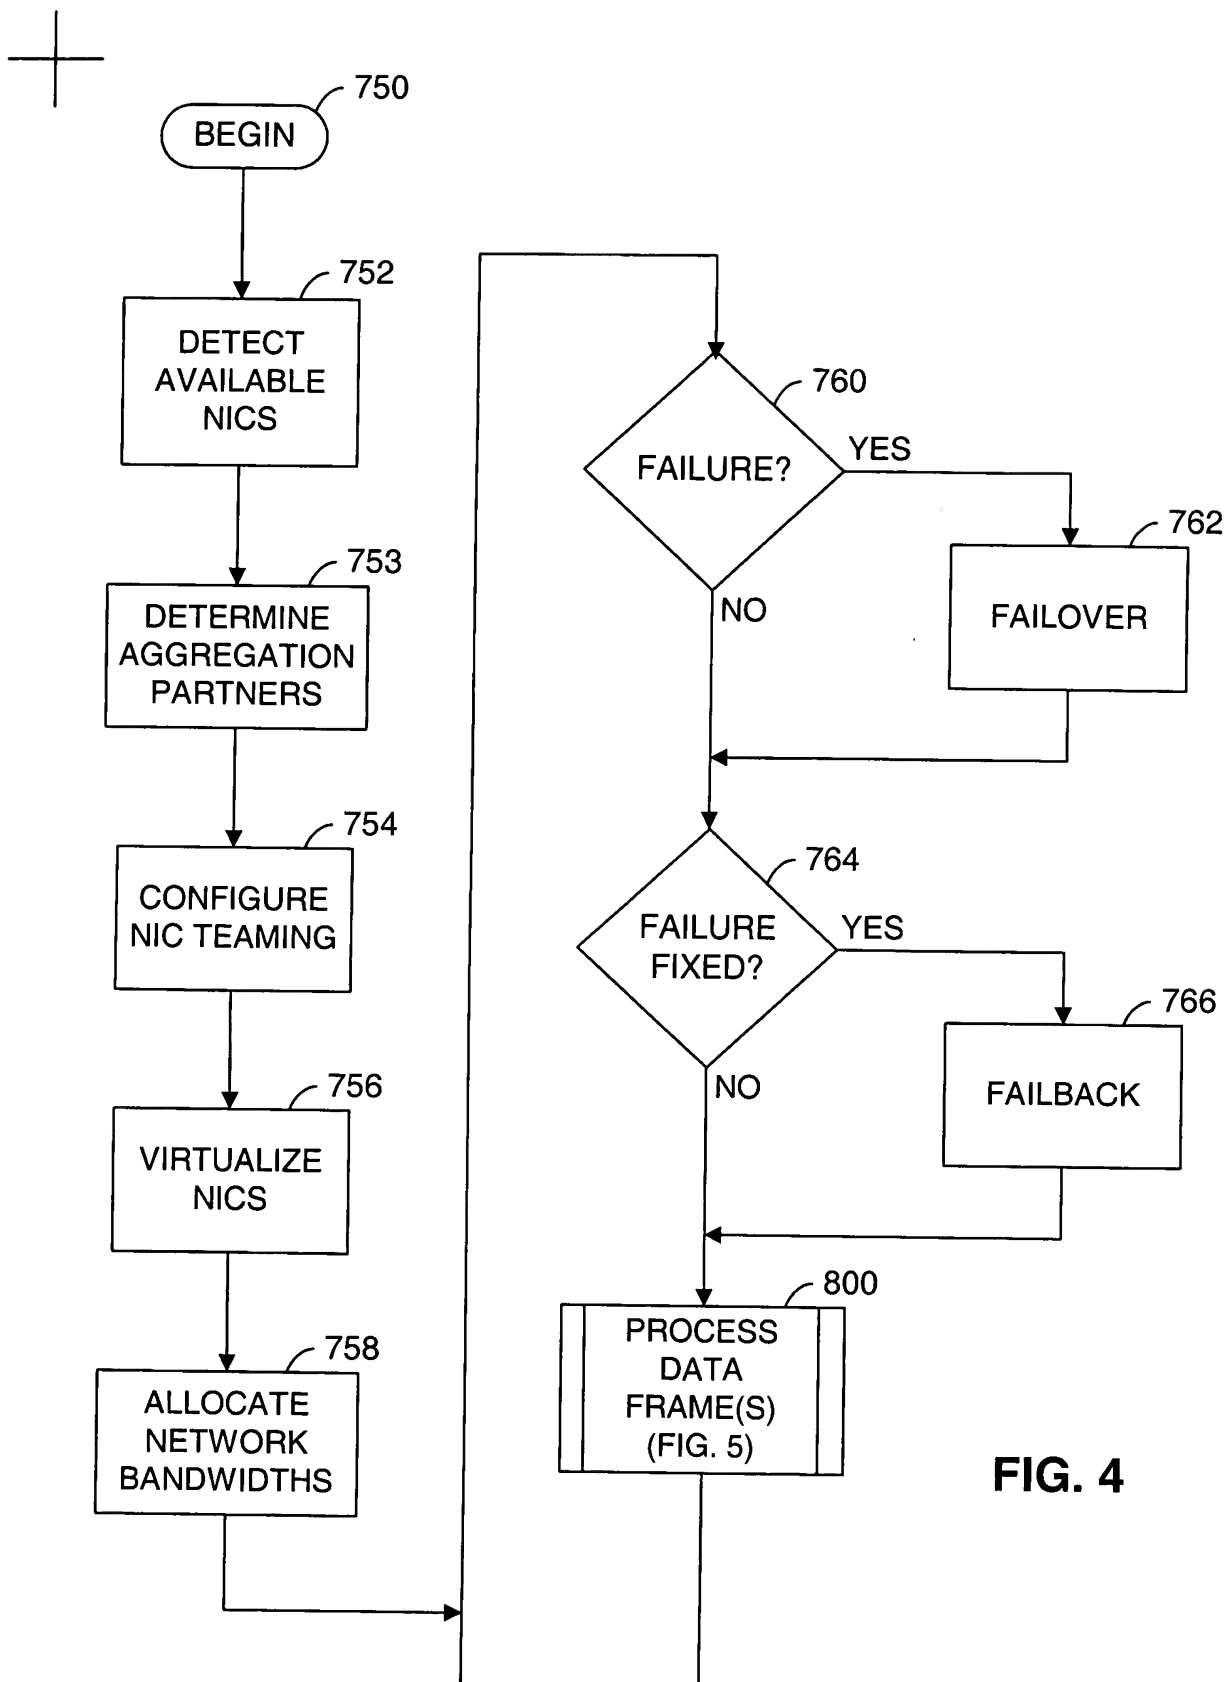 750
BEGIN
752
DETECT
AVAILABLE
NICS
753
DETERMINE
AGGREGATION
PARTNERS
754
CONFIGURE
NIC TEAMING
756
VIRTUALIZE
NICS
758
ALLOCATE
NETWORK
BANDWIDTHS
760
FAILURE?
YES
NO
762
FAILOVER
764
FAILURE
FIXED?
YES
NO
766
FAILBACK
800
PROCESS
DATA
FRAME(S)
(FIG. 5)
FIG. 4